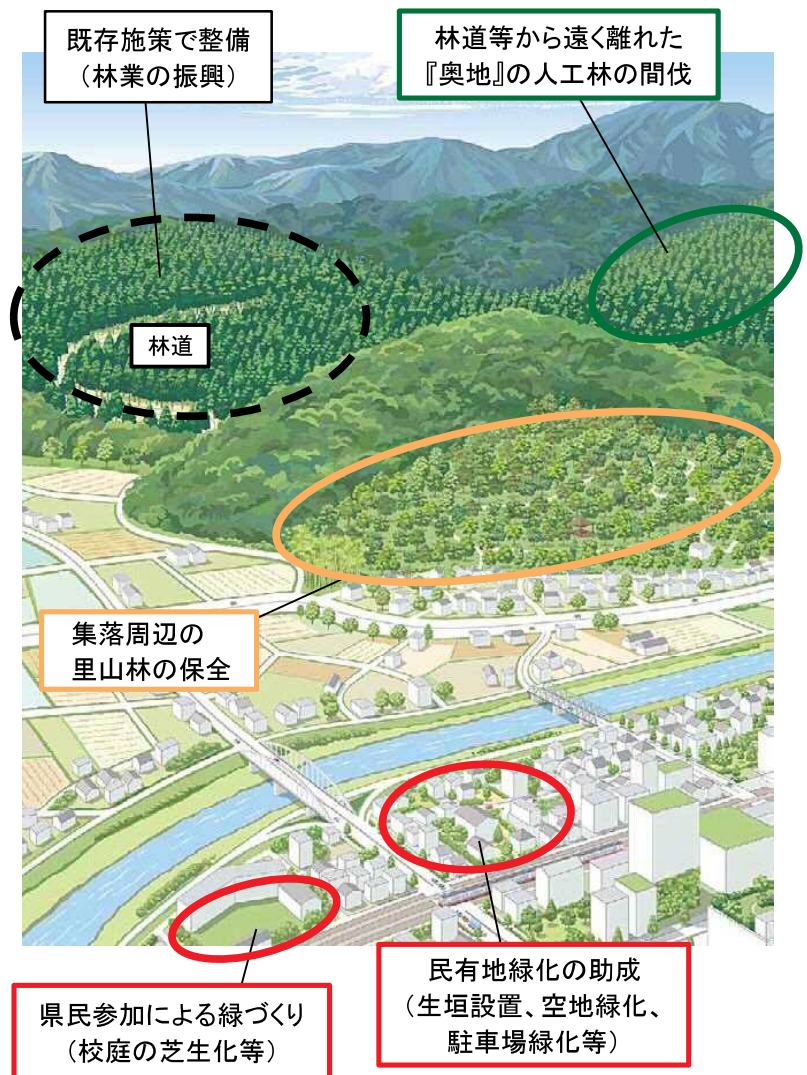 既存施策で整備
（林業の振興）
林道等から遠く離れた
『奥地』の人工林の間伐
林道
集落周辺の
里山林の保全
民有地緑化の助成
（生垣設置、空地緑化、
駐車場緑化等）
県民参加による緑づくり
（校庭の芝生化等）